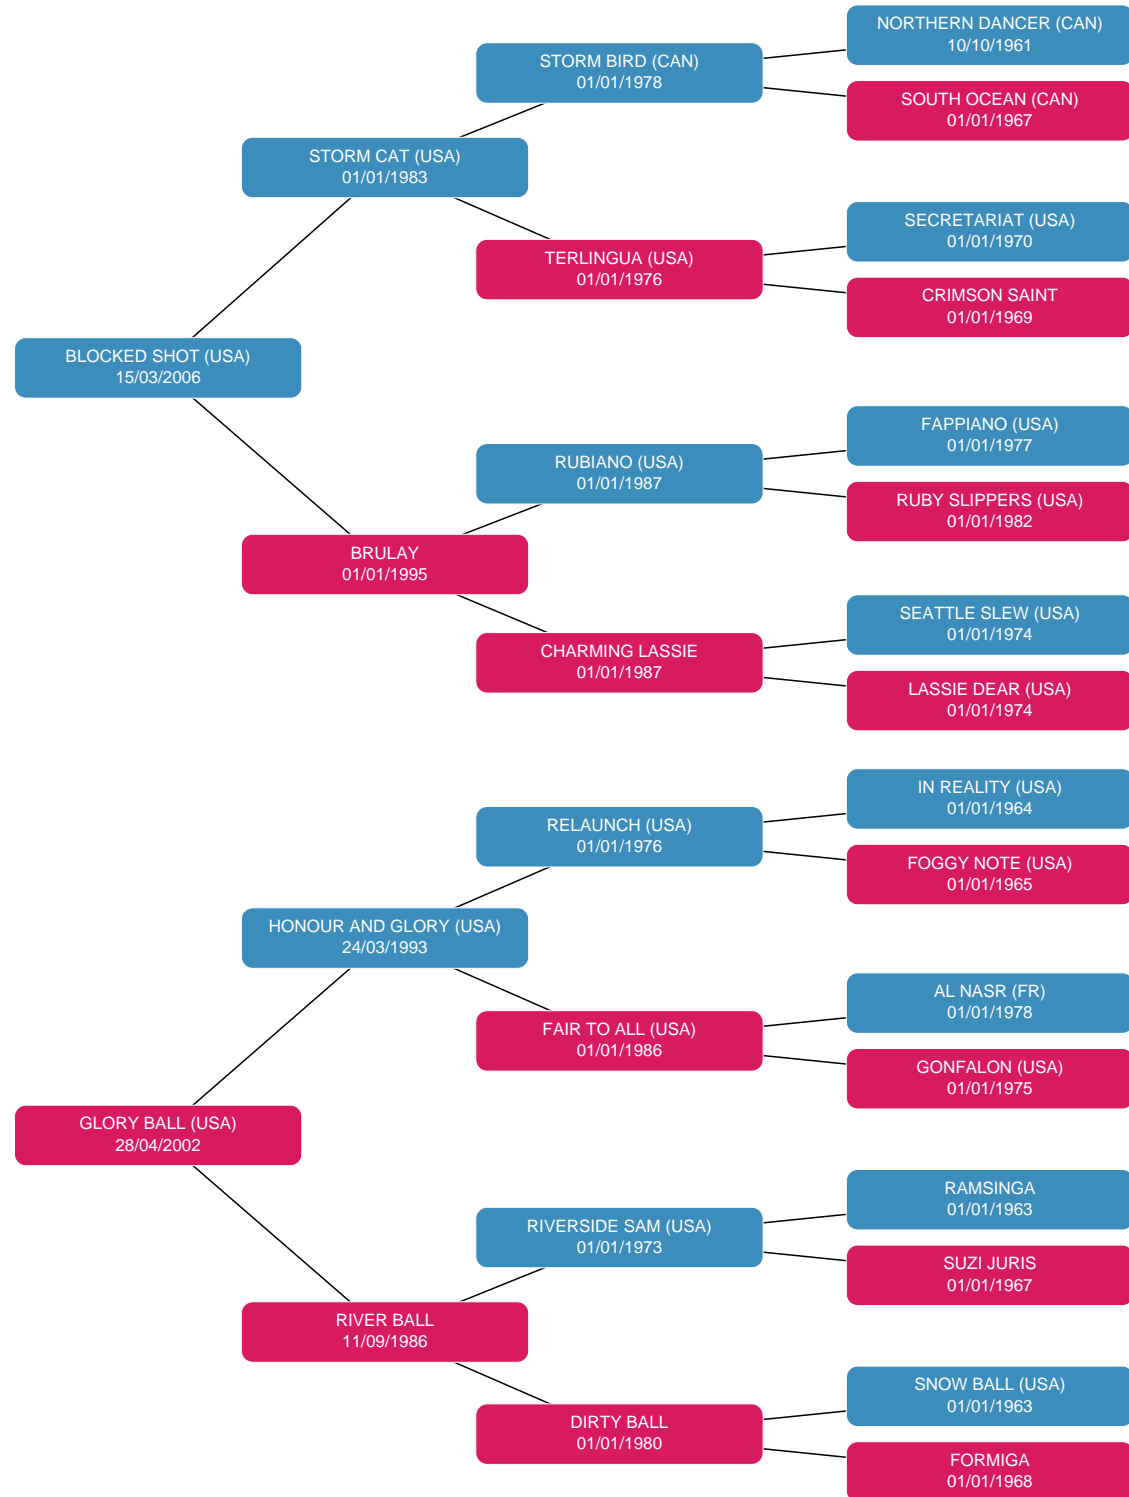 NORTHERN DANCER (CAN)
10/10/1961
STORM BIRD (CAN)
01/01/1978
SOUTH OCEAN (CAN)
01/01/1967
STORM CAT (USA)
01/01/1983
SECRETARIAT (USA)
01/01/1970
TERLINGUA (USA)
01/01/1976
CRIMSON SAINT
01/01/1969
BLOCKED SHOT (USA)
15/03/2006
FAPPIANO (USA)
01/01/1977
RUBIANO (USA)
01/01/1987
RUBY SLIPPERS (USA)
01/01/1982
BRULAY
01/01/1995
SEATTLE SLEW (USA)
01/01/1974
CHARMING LASSIE
01/01/1987
LASSIE DEAR (USA)
01/01/1974
IN REALITY (USA)
01/01/1964
RELAUNCH (USA)
01/01/1976
FOGGY NOTE (USA)
01/01/1965
HONOUR AND GLORY (USA)
24/03/1993
AL NASR (FR)
01/01/1978
FAIR TO ALL (USA)
01/01/1986
GONFALON (USA)
01/01/1975
GLORY BALL (USA)
28/04/2002
RAMSINGA
01/01/1963
RIVERSIDE SAM (USA)
01/01/1973
SUZI JURIS
01/01/1967
RIVER BALL
11/09/1986
SNOW BALL (USA)
01/01/1963
DIRTY BALL
01/01/1980
FORMIGA
01/01/1968